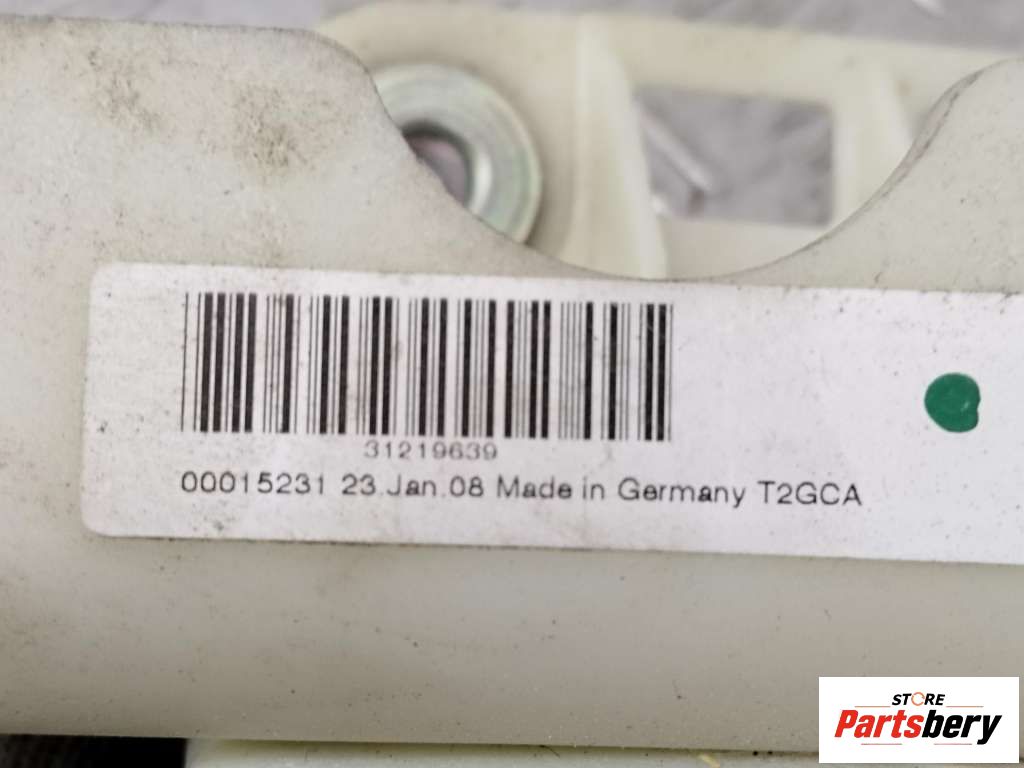 31219639
00015231 23.Jan.08 Made in Germany T2GCA
STORE
Partsbery